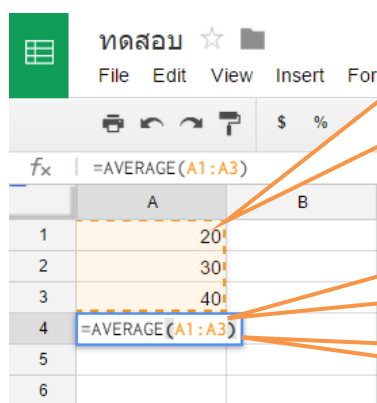 ทดสอบ
File Edit View Insert For
$ %
fx =AVERAGE(A1:A3)
A B
1 20
2 30
3 40
4 =AVERAGE(A1:A3)
5
6